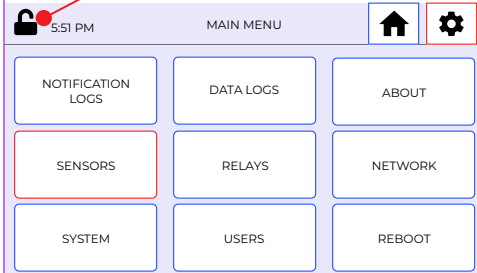 5:51 PM
MAIN MENU
NOTIFICATION
LOGS
DATA LOGS
ABOUT
SENSORS
RELAYS
NETWORK
SYSTEM
USERS
REBOOT